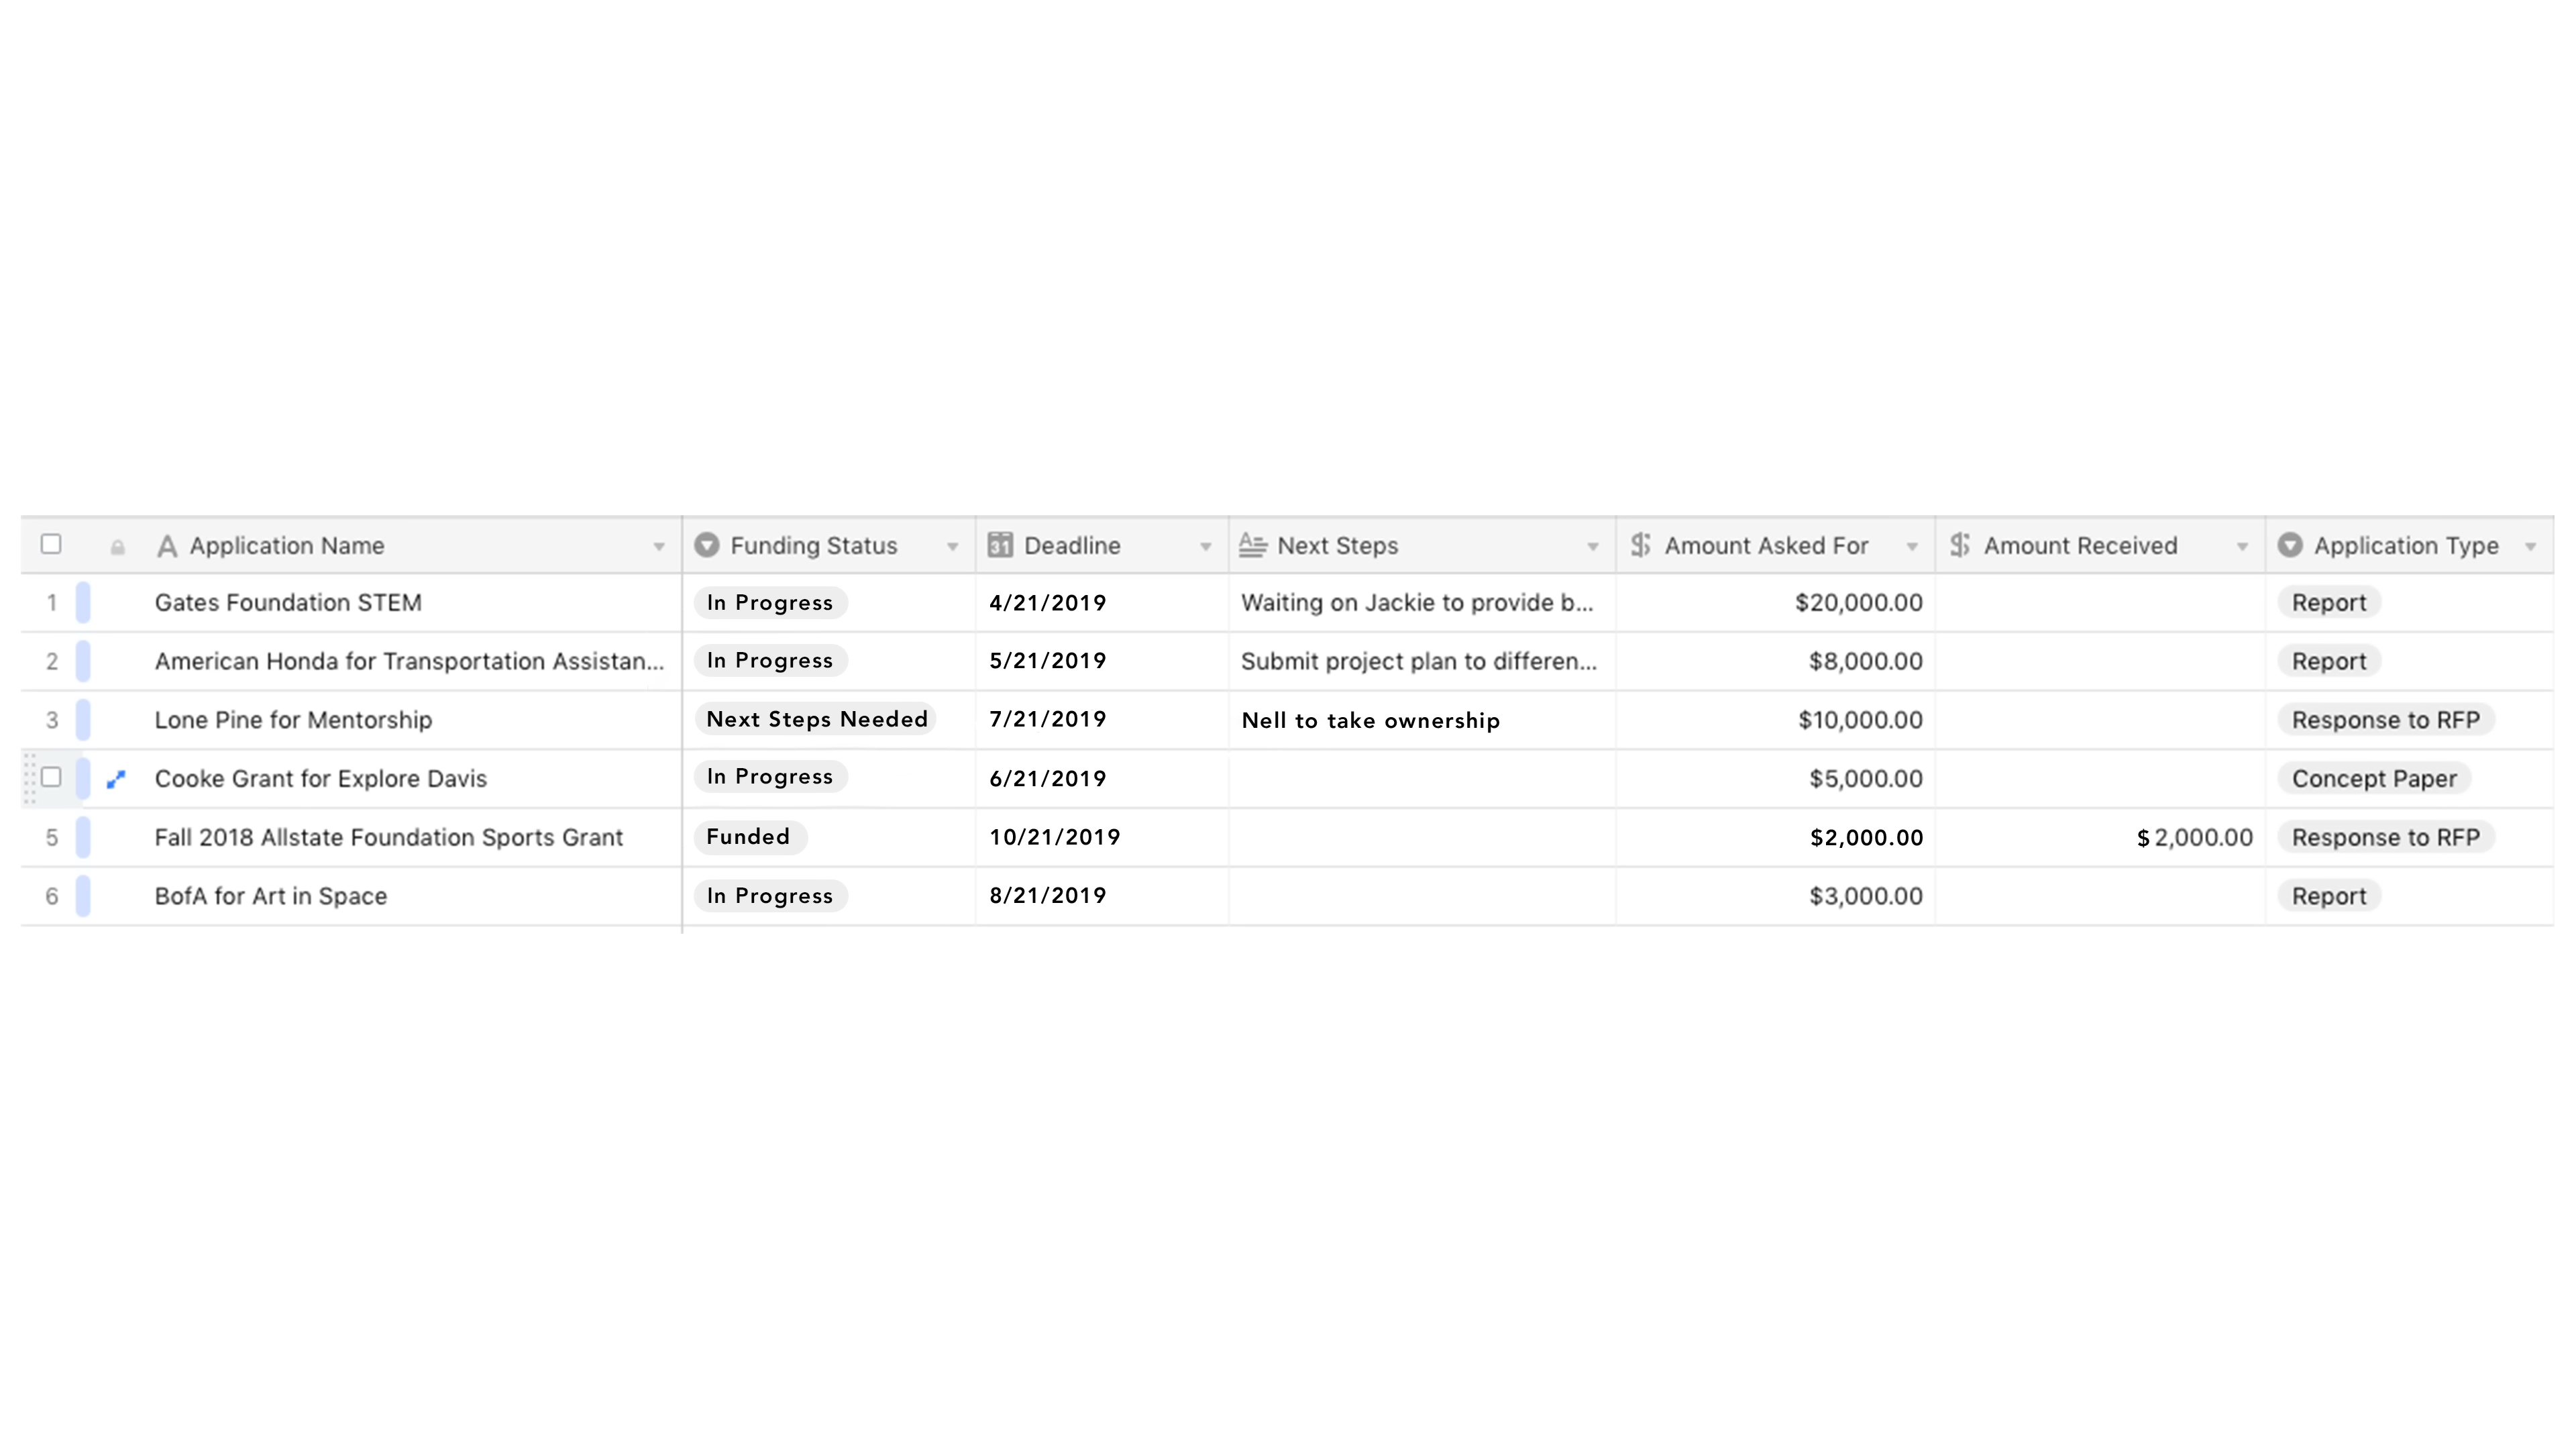 Application Name Funding Status 31 Deadline Next Steps Amount Asked For Amount Received Application Type
1 Gates Foundation STEM In Progress 4/21/2019 Waiting on Jackie to provide b... $20,000.00 Report
2 American Honda for Transportation Assistan... In Progress 5/21/2019 Submit project plan to differen... $8,000.00 Report
3 Lone Pine for Mentorship Next Steps Needed 7/21/2019 Nell to take ownership $10,000.00 Response to RFP
Cooke Grant for Explore Davis In Progress 6/21/2019 $5,000.00 Concept Paper
5 Fall 2018 Allstate Foundation Sports Grant Funded 10/21/2019 $2,000.00 $2,000.00 Response to RFP
6 BofA for Art in Space In Progress 8/21/2019 $3,000.00 Report